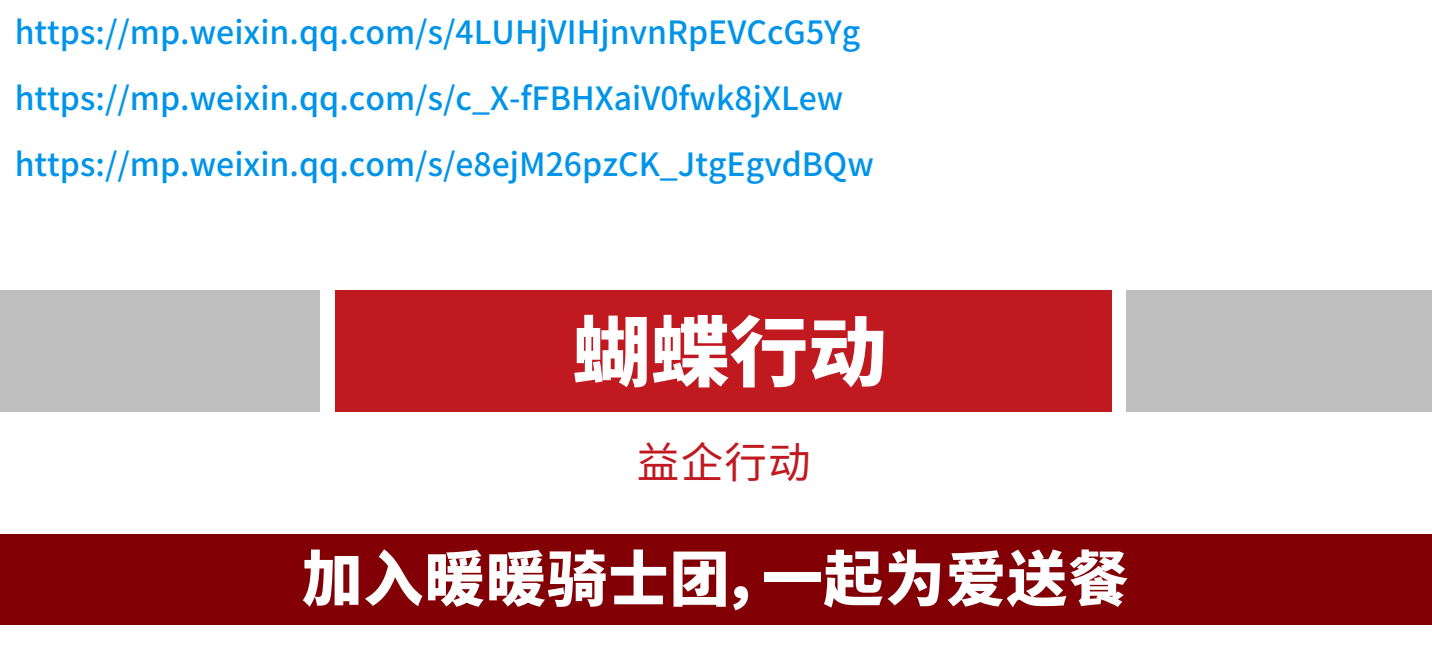 https://mp.weixin.qq.com/s/4LUHjVIHjnvnRpEVCcG5Yg
https://mp.weixin.qq.com/s/c_X-fFBHXaiV0fwk8jXLew
https://mp.weixin.qq.com/s/e8ejM26pzCK_JtgEgvdBQw
蝴蝶行动
益企行动
加入暖暖骑士团，一起为爱送餐